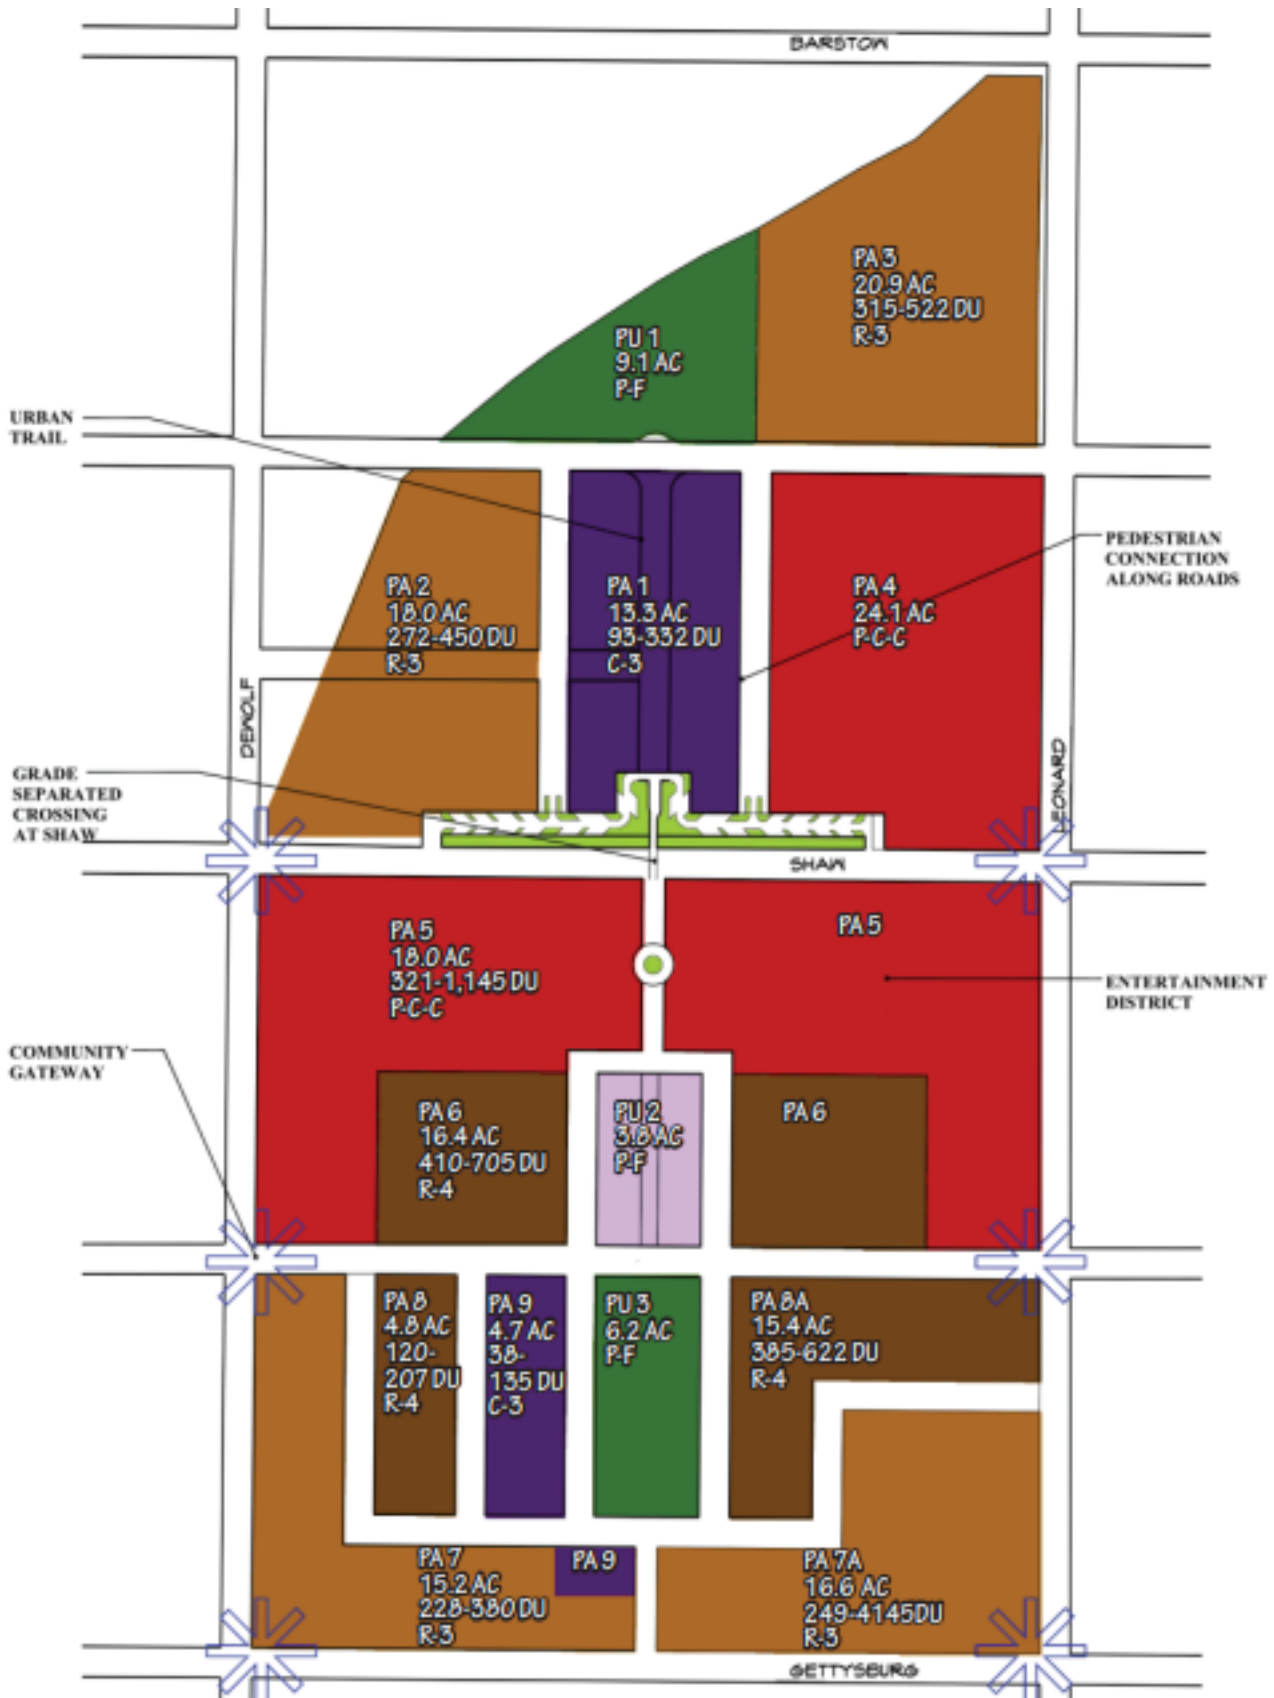 BARSTOW
PA 3
20.9 AC
315-522 DU
R-3
PU 1
9.1 AC
P-F
URBAN
TRAIL
PEDESTRIAN
CONNECTION
ALONG ROADS
PA 2
18.0 AC
272-450 DU
R-3
PA 1
13.3 AC
93-332 DU
C-3
PA 4
24.1 AC
P-C-C
DEWOLF
LEONARD
GRADE
SEPARATED
CROSSING
AT SHAW
SHAW
PA 5
18.0 AC
321-1,145 DU
P-C-C
PA 5
ENTERTAINMENT
DISTRICT
COMMUNITY
GATEWAY
PA 6
16.4 AC
410-705 DU
R-4
PU 2
3.8 AC
P-F
PA 6
PA 8
4.8 AC
120-
207 DU
R-4
PA 9
4.7 AC
38-
135 DU
C-3
PU 3
6.2 AC
P-F
PA 8A
15.4 AC
385-622 DU
R-4
PA 7
15.2 AC
228-380 DU
R-3
PA 9
PA 7A
16.6 AC
249-4145DU
R-3
GETTYSBURG